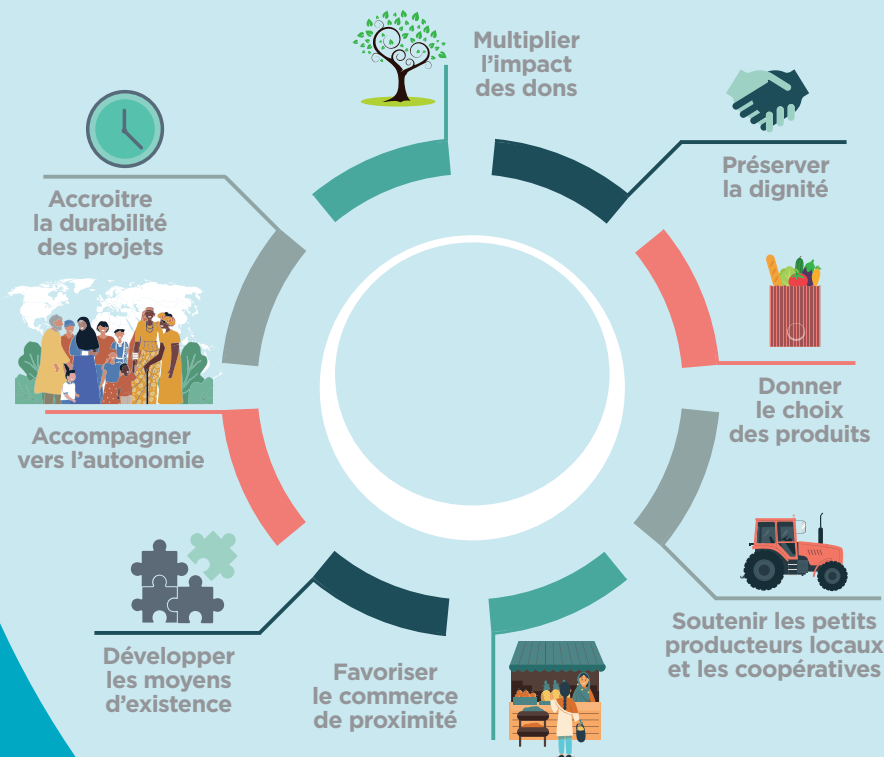 Multiplier
l'impact
des dons
Préserver
la dignité
Donner
le choix
des produits
Soutenir les petits
producteurs locaux
et les coopératives
Favoriser
le commerce
de proximité
Développer
les moyens
d'existence
Accompagner
vers l'autonomie
Accroitre
la durabilité
des projets